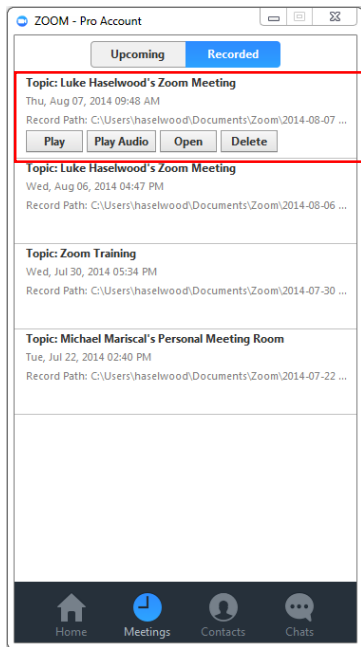 ZOOM - Pro Account
Upcoming Recorded
Topic: Luke Haselwood's Zoom Meeting
Thu, Aug 07, 2014 09:48 AM
Record Path: C:\Users\haselwood\Documents\Zoom\2014-08-07 ...
Play Play Audio Open Delete
Topic: Luke Haselwood's Zoom Meeting
Wed, Aug 06, 2014 04:47 PM
Record Path: C:\Users\haselwood\Documents\Zoom\2014-08-06 ...
Topic: Zoom Training
Wed, Jul 30, 2014 05:34 PM
Record Path: C:\Users\haselwood\Documents\Zoom\2014-07-30 ...
Topic: Michael Mariscal's Personal Meeting Room
Tue, Jul 22, 2014 02:40 PM
Record Path: C:\Users\haselwood\Documents\Zoom\2014-07-22 ...
Home Meetings Contacts Chats